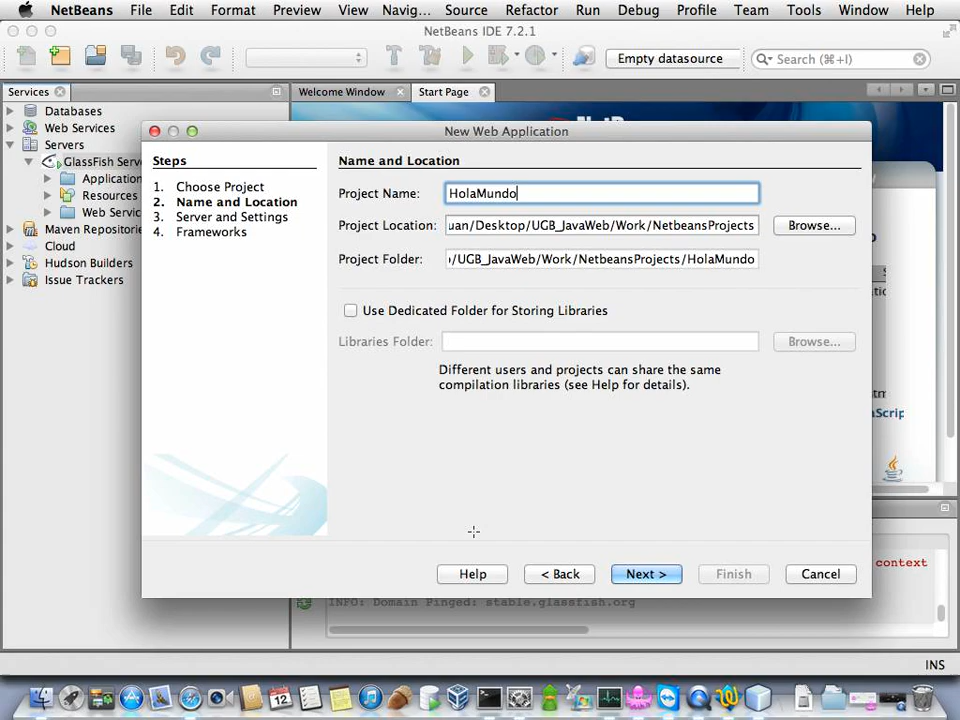 NetBeans File Edit Format Preview View Navig... Source Refactor Run Debug Profile Team Tools Window Help
NetBeans IDE 7.2.1
Empty datasource
Search (⌘+I)
Services
Welcome Window
Start Page
Databases
Web Services
Servers
GlassFish Serv
Application
Resources
Web Servic
Maven Repositorie
Cloud
Hudson Builders
Issue Trackers
New Web Application
Steps
1. Choose Project
2. Name and Location
3. Server and Settings
4. Frameworks
Name and Location
Project Name: HolaMundo
Project Location: uan/Desktop/UGB_JavaWeb/Work/NetbeansProjects Browse...
Project Folder: /UGB_JavaWeb/Work/NetbeansProjects/HolaMundo
Use Dedicated Folder for Storing Libraries
Libraries Folder: Browse...
Different users and projects can share the same
compilation libraries (see Help for details).
Help < Back Next > Finish Cancel
context
INFO: Domain Pinged: stable.glassfish.org
INS
12